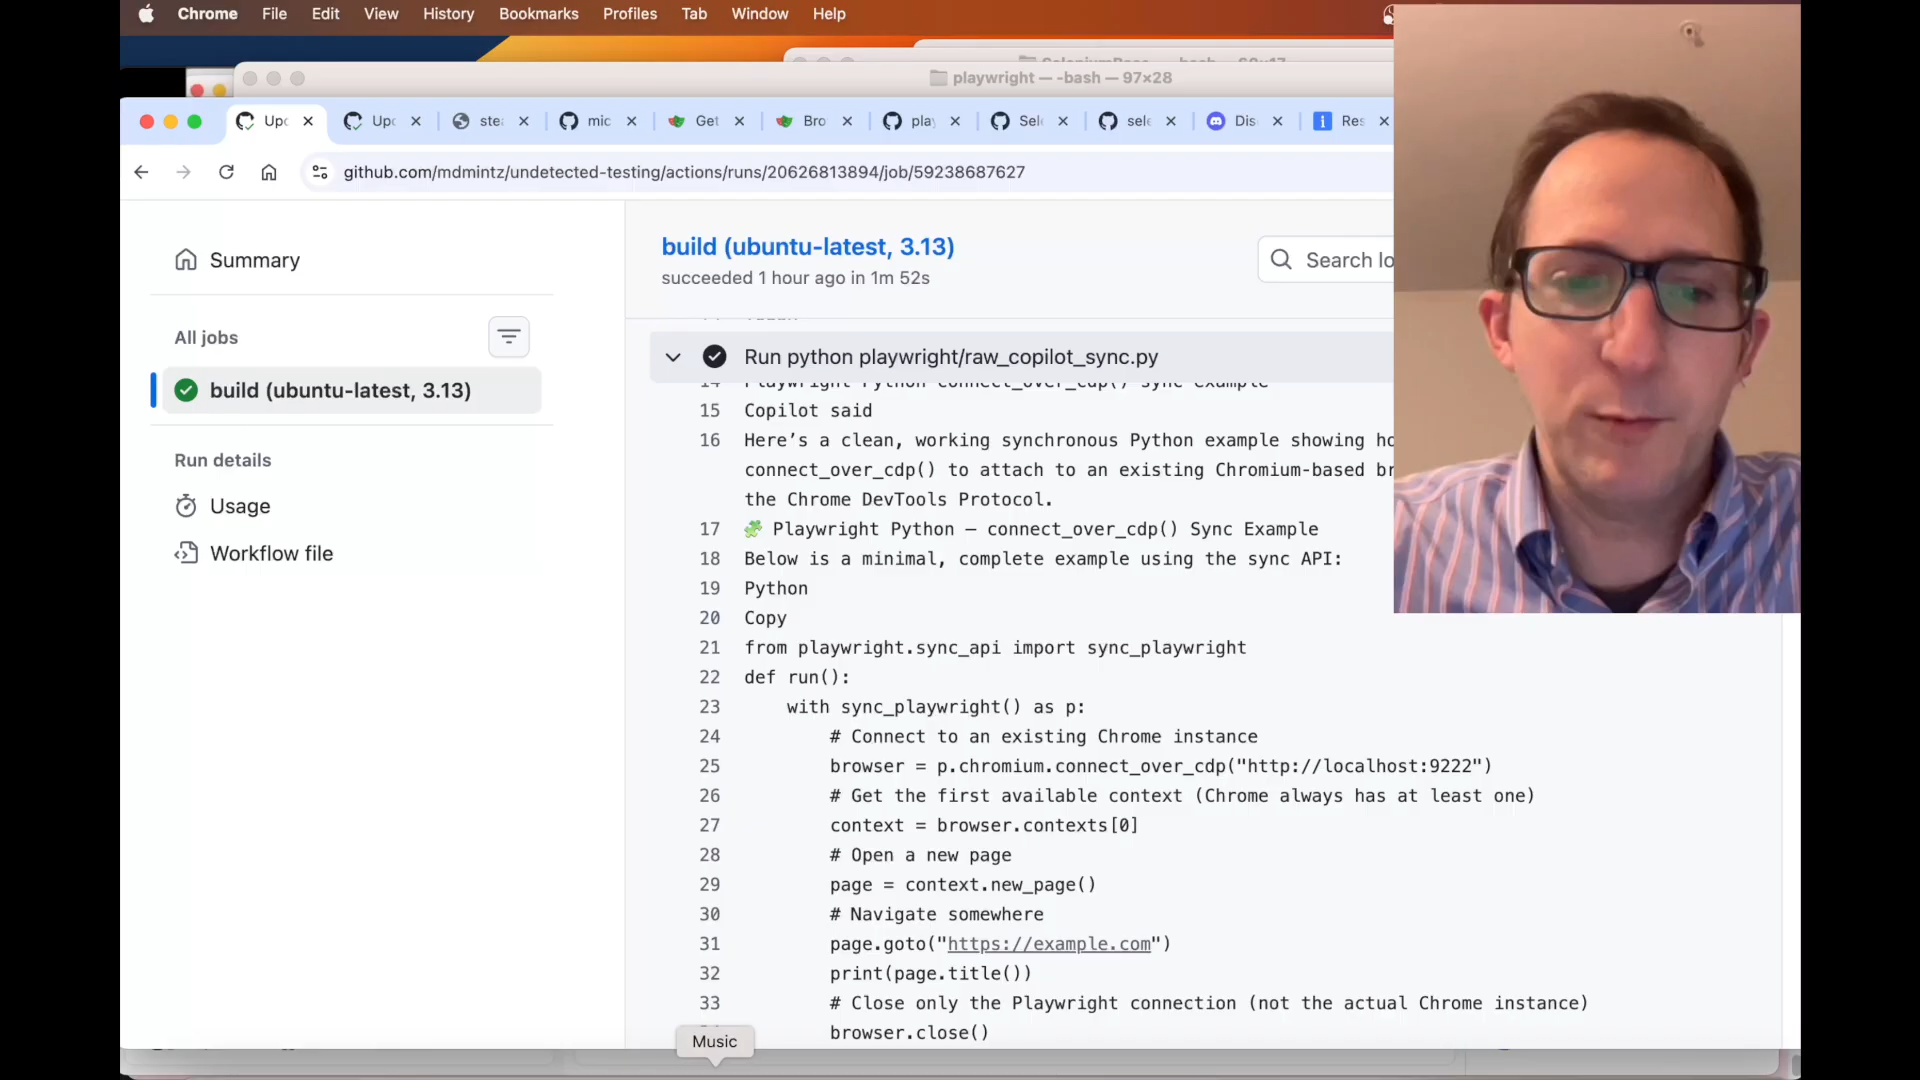 Chrome File Edit View History Bookmarks Profiles Tab Window Help
playwright — -bash — 97×28
Upc
Upc
stea
mic
Get
Bro
play
Sele
sele
Dis
Res
github.com/mdmintz/undetected-testing/actions/runs/20626813894/job/59238687627
Summary
All jobs
build (ubuntu-latest, 3.13)
Run details
Usage
Workflow file
build (ubuntu-latest, 3.13)
succeeded 1 hour ago in 1m 52s
Search lo
Run python playwright/raw_copilot_sync.py
14 Playwright Python connect_over_cdp() sync example
15 Copilot said
16 Here’s a clean, working synchronous Python example showing ho
connect_over_cdp() to attach to an existing Chromium-based br
the Chrome DevTools Protocol.
17 🧩 Playwright Python — connect_over_cdp() Sync Example
18 Below is a minimal, complete example using the sync API:
19 Python
20 Copy
21 from playwright.sync_api import sync_playwright
22 def run():
23 with sync_playwright() as p:
24 # Connect to an existing Chrome instance
25 browser = p.chromium.connect_over_cdp("http://localhost:9222")
26 # Get the first available context (Chrome always has at least one)
27 context = browser.contexts[0]
28 # Open a new page
29 page = context.new_page()
30 # Navigate somewhere
31 page.goto("https://example.com")
32 print(page.title())
33 # Close only the Playwright connection (not the actual Chrome instance)
browser.close()
Music